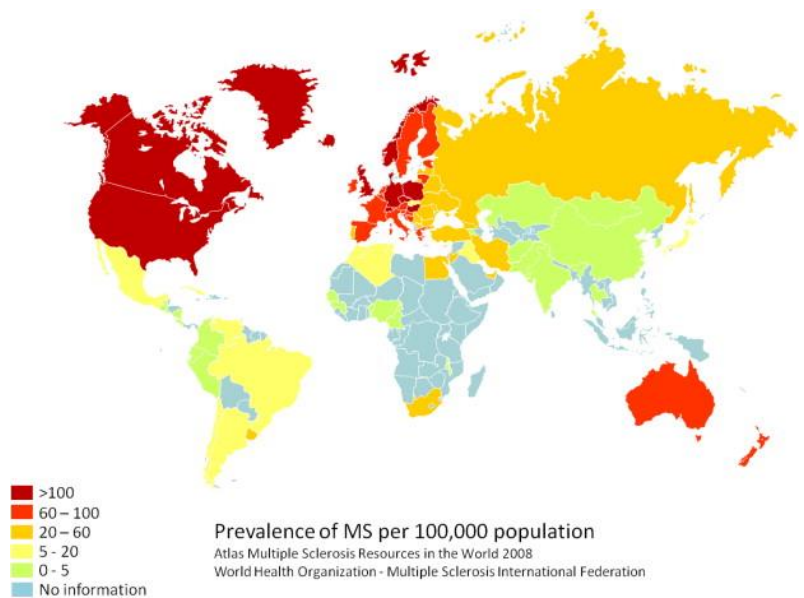 >100
60 – 100
20 – 60
5 - 20
0 - 5
No information
Prevalence of MS per 100,000 population
Atlas Multiple Sclerosis Resources in the World 2008
World Health Organization - Multiple Sclerosis International Federation